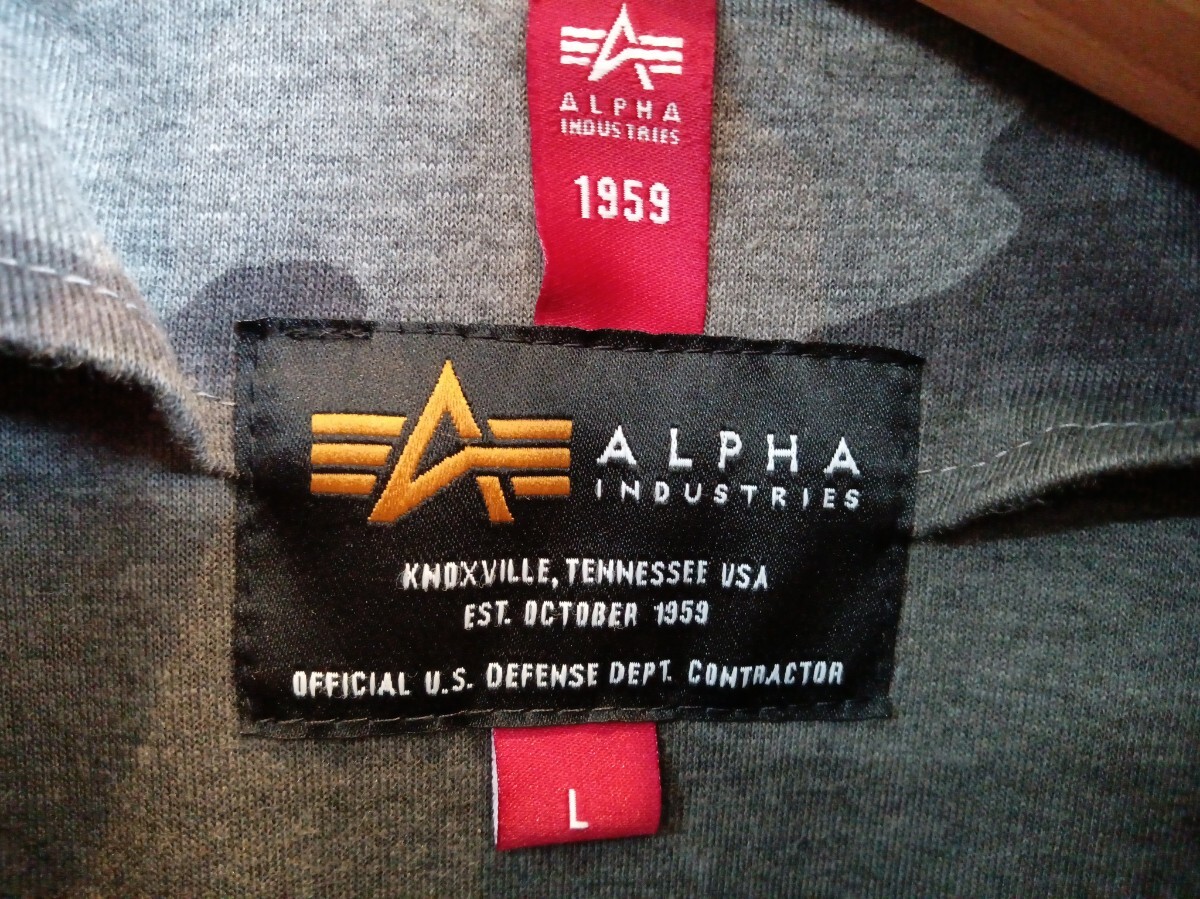 ALPHA
INDUSTRIES
1959
ALPHA
INDUSTRIES
KNOXVILLE, TENNESSEE USA
EST. OCTOBER 1959
OFFICIAL U.S. DEFENSE DEPT. CONTRACTOR
L